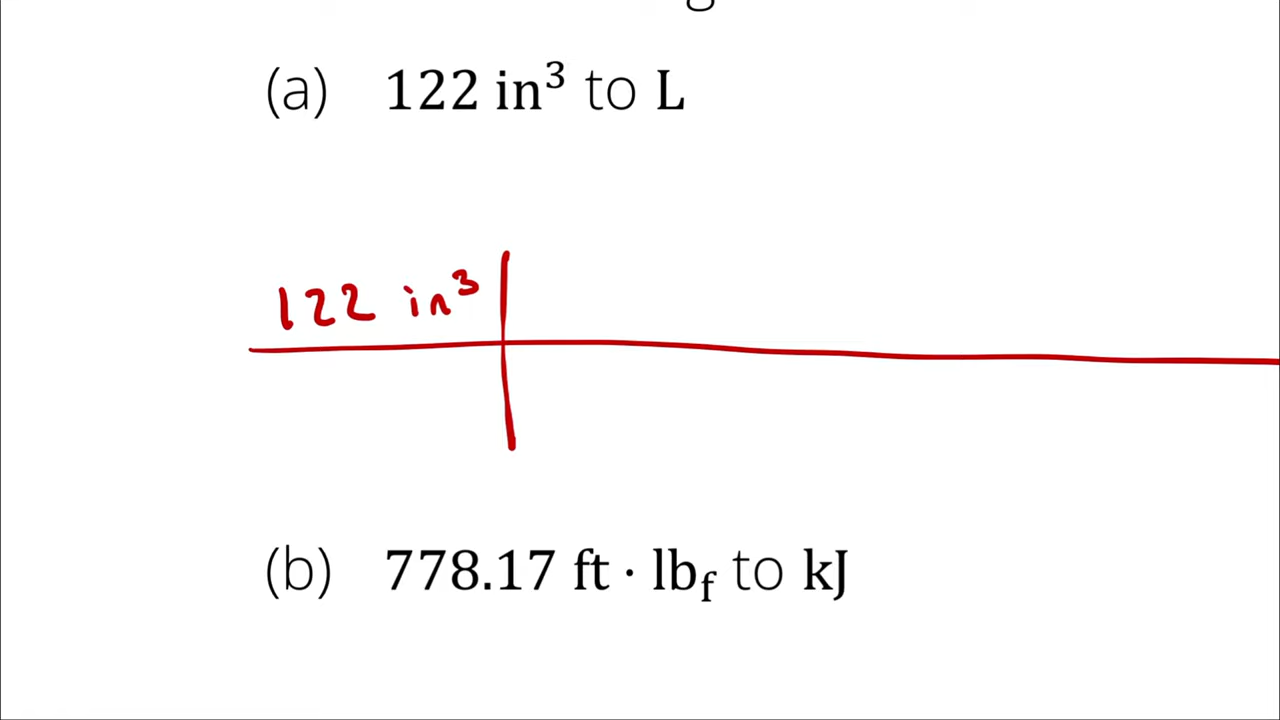 (a) 122 in³ to L
122 in³
(b) 778.17 ft · lb_f to kJ